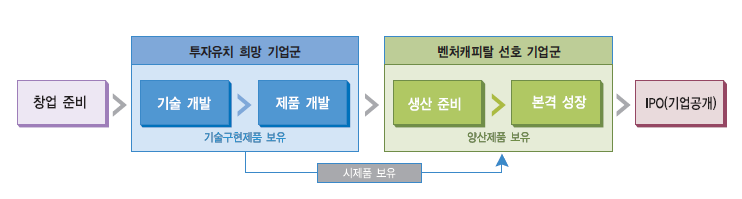 투자유치 희망 기업군
벤처캐피탈 선호 기업군
창업 준비
기술 개발
제품 개발
생산 준비
본격 성장
IPO(기업공개)
기술구현제품 보유
양산제품 보유
시제품 보유